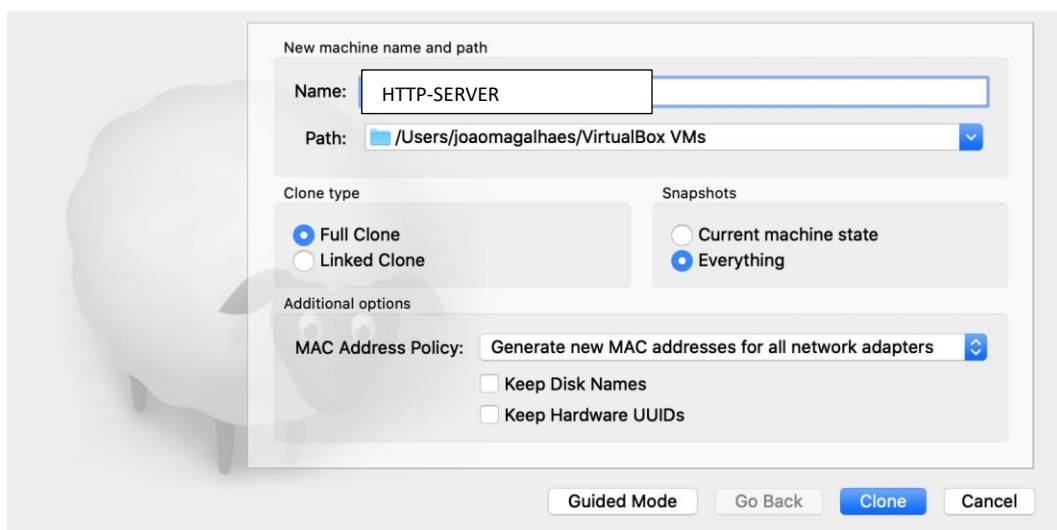 New machine name and path
Name: HTTP-SERVER
Path: /Users/joaomagalhaes/VirtualBox VMs
Clone type
Snapshots
Full Clone
Current machine state
Linked Clone
Everything
Additional options
MAC Address Policy: Generate new MAC addresses for all network adapters
Keep Disk Names
Keep Hardware UUIDs
Guided Mode
Go Back
Clone
Cancel